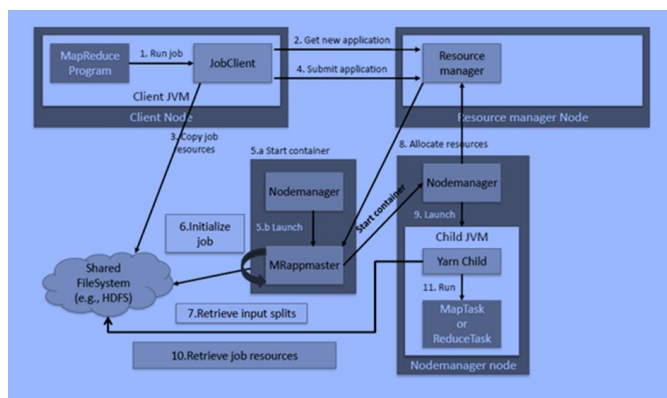 MapReduce
Program
1. Run job
JobClient
Client JVM
Client Node
2. Get new application
4. Submit application
Resource
manager
Resource manager Node
3. Copy job
resources
5.a Start container
Nodemanager
5.b Launch
MRappmaster
Start container
8. Allocate resources
Nodemanager
9. Launch
Child JVM
Yarn Child
11. Run
MapTask
or
ReduceTask
Nodemanager node
6.Initialize
job
Shared
FileSystem
(e.g., HDFS)
7.Retrieve input splits
10.Retrieve job resources